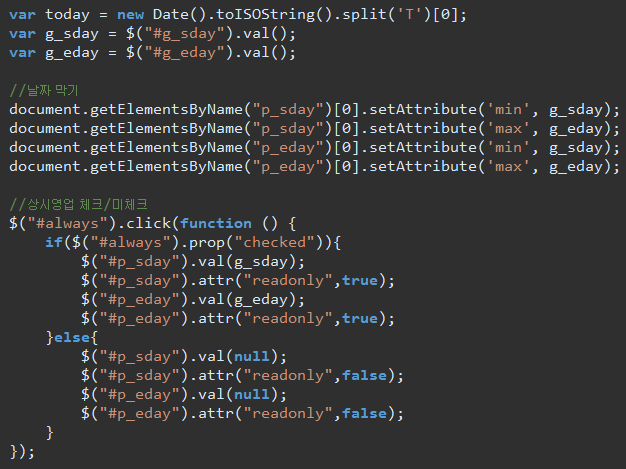 var today = new Date().toISOString().split('T')[0];
var g_sday = $("#g_sday").val();
var g_eday = $("#g_eday").val();

//날짜 막기
document.getElementsByName("p_sday")[0].setAttribute('min', g_sday);
document.getElementsByName("p_sday")[0].setAttribute('max', g_eday);
document.getElementsByName("p_eday")[0].setAttribute('min', g_sday);
document.getElementsByName("p_eday")[0].setAttribute('max', g_eday);

//상시영업 체크/미체크
$("#always").click(function () {
    if($("#always").prop("checked")){
        $("#p_sday").val(g_sday);
        $("#p_sday").attr("readonly",true);
        $("#p_eday").val(g_eday);
        $("#p_eday").attr("readonly",true);
    }else{
        $("#p_sday").val(null);
        $("#p_sday").attr("readonly",false);
        $("#p_eday").val(null);
        $("#p_eday").attr("readonly",false);
    }
});